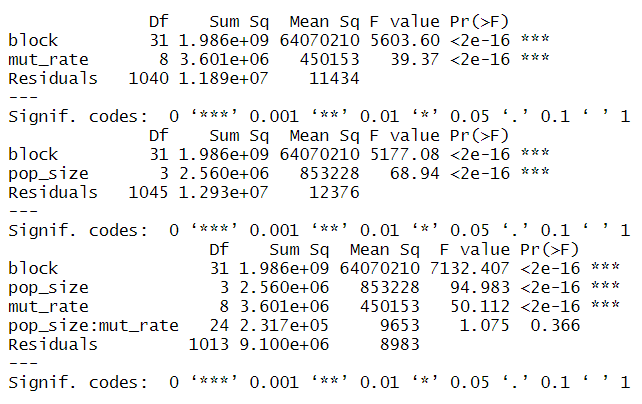 Df Sum Sq Mean Sq F value Pr(>F)
block 31 1.986e+09 64070210 5603.60 <2e-16 ***
mut_rate 8 3.601e+06 450153 39.37 <2e-16 ***
Residuals 1040 1.189e+07 11434
---
Signif. codes: 0 ‘***’ 0.001 ‘**’ 0.01 ‘*’ 0.05 ‘.’ 0.1 ‘ ’ 1
Df Sum Sq Mean Sq F value Pr(>F)
block 31 1.986e+09 64070210 5177.08 <2e-16 ***
pop_size 3 2.560e+06 853228 68.94 <2e-16 ***
Residuals 1045 1.293e+07 12376
---
Signif. codes: 0 ‘***’ 0.001 ‘**’ 0.01 ‘*’ 0.05 ‘.’ 0.1 ‘ ’ 1
Df Sum Sq Mean Sq F value Pr(>F)
block 31 1.986e+09 64070210 7132.407 <2e-16 ***
pop_size 3 2.560e+06 853228 94.983 <2e-16 ***
mut_rate 8 3.601e+06 450153 50.112 <2e-16 ***
pop_size:mut_rate 24 2.317e+05 9653 1.075 0.366
Residuals 1013 9.100e+06 8983
---
Signif. codes: 0 ‘***’ 0.001 ‘**’ 0.01 ‘*’ 0.05 ‘.’ 0.1 ‘ ’ 1